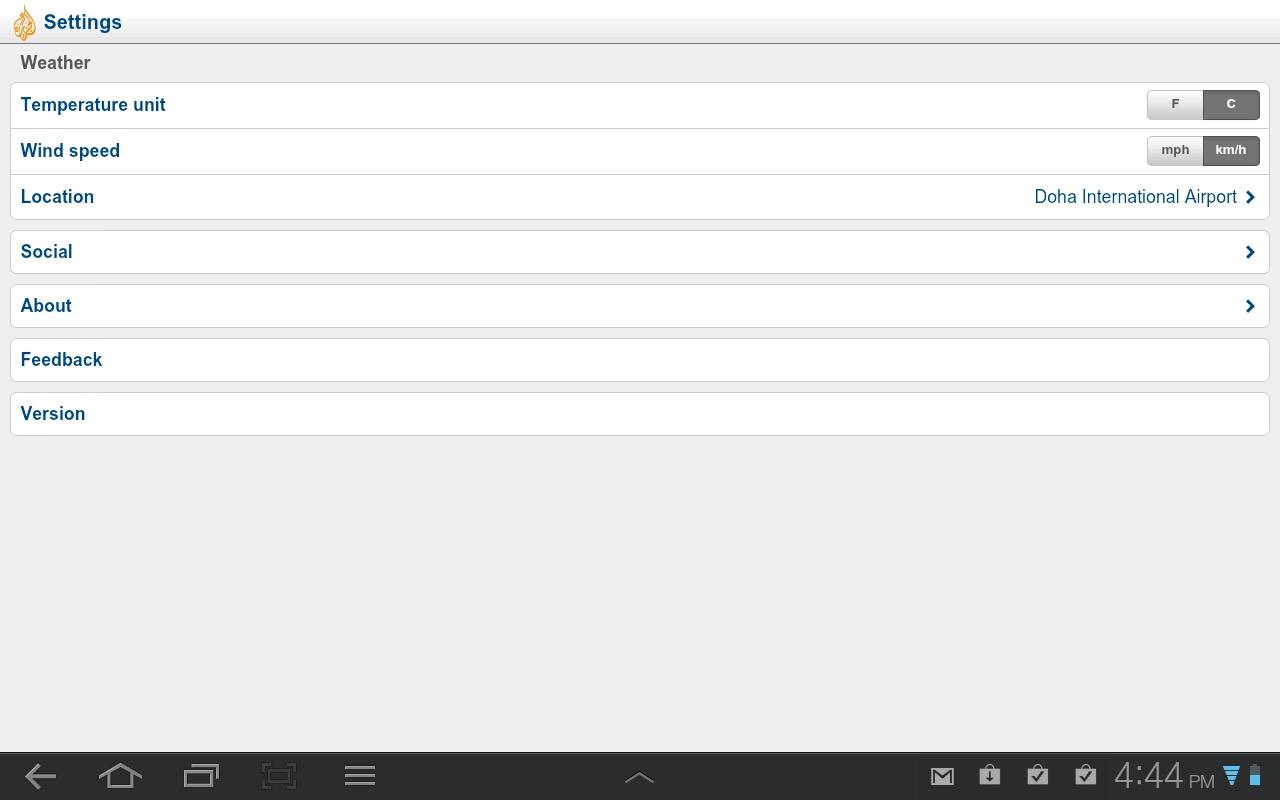 Settings
Weather
Temperature unit F C
Wind speed mph km/h
Location Doha International Airport
Social
About
Feedback
Version
4:44 PM